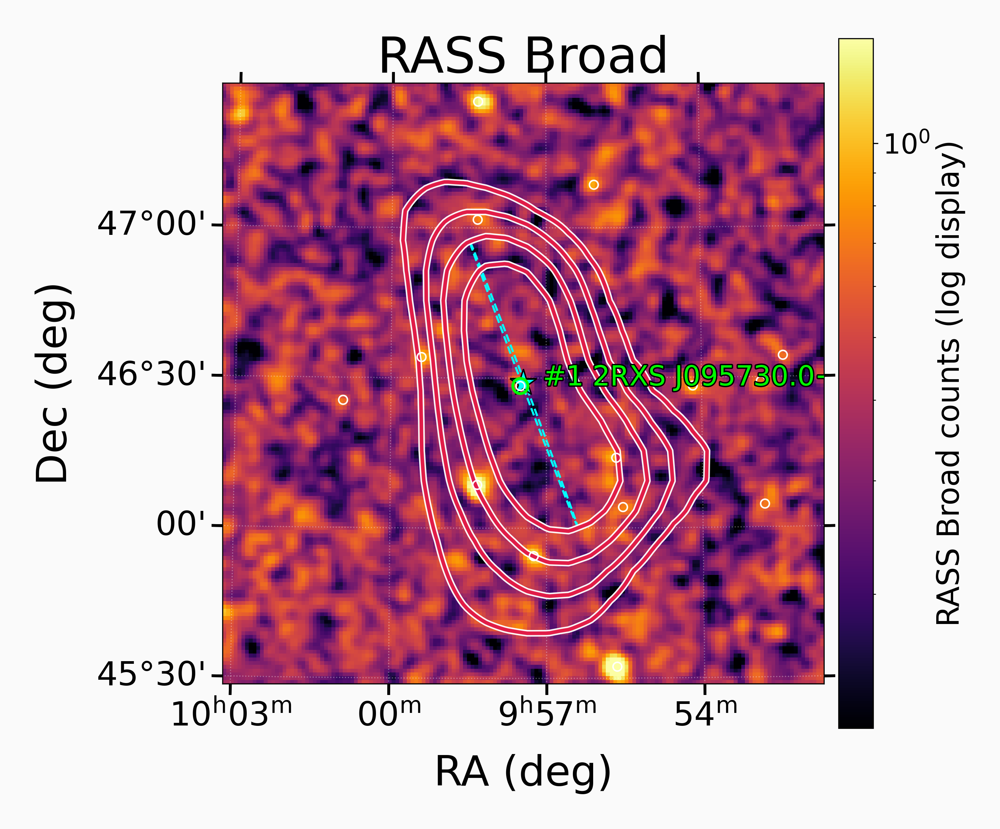 RASS Broad
10⁰
RASS Broad counts (log display)
47°00'
46°30'
00'
45°30'
Dec (deg)
#1 2RXS J095730.0-
10ʰ03ᵐ 00ᵐ 9ʰ57ᵐ 54ᵐ
RA (deg)